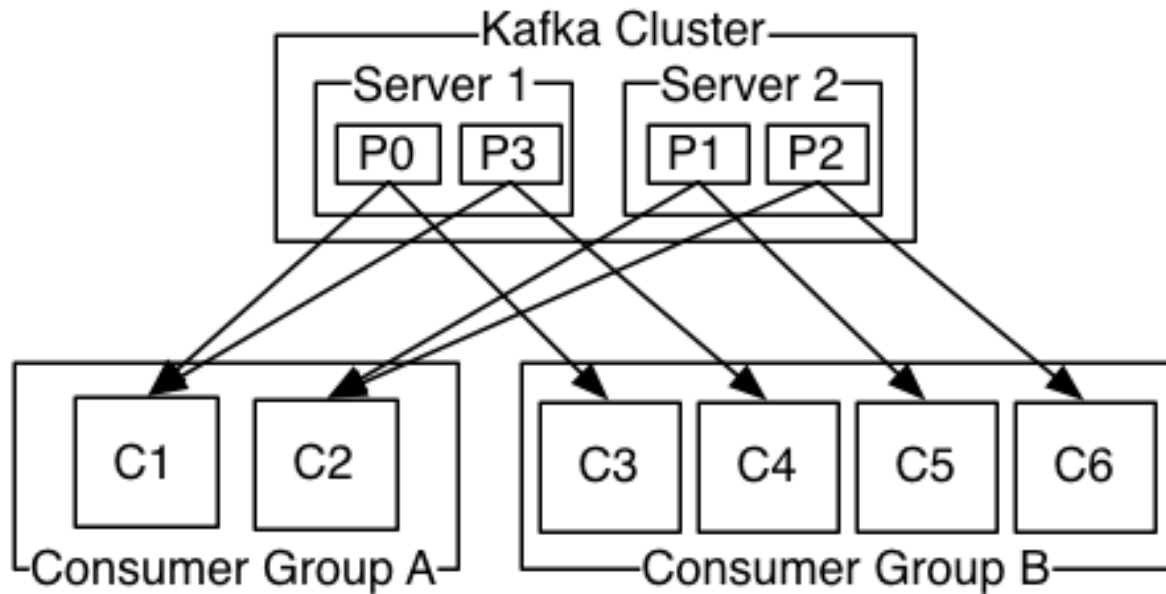 Kafka Cluster
Server 1 Server 2
P0 P3 P1 P2
C1 C2 C3 C4 C5 C6
Consumer Group A Consumer Group B